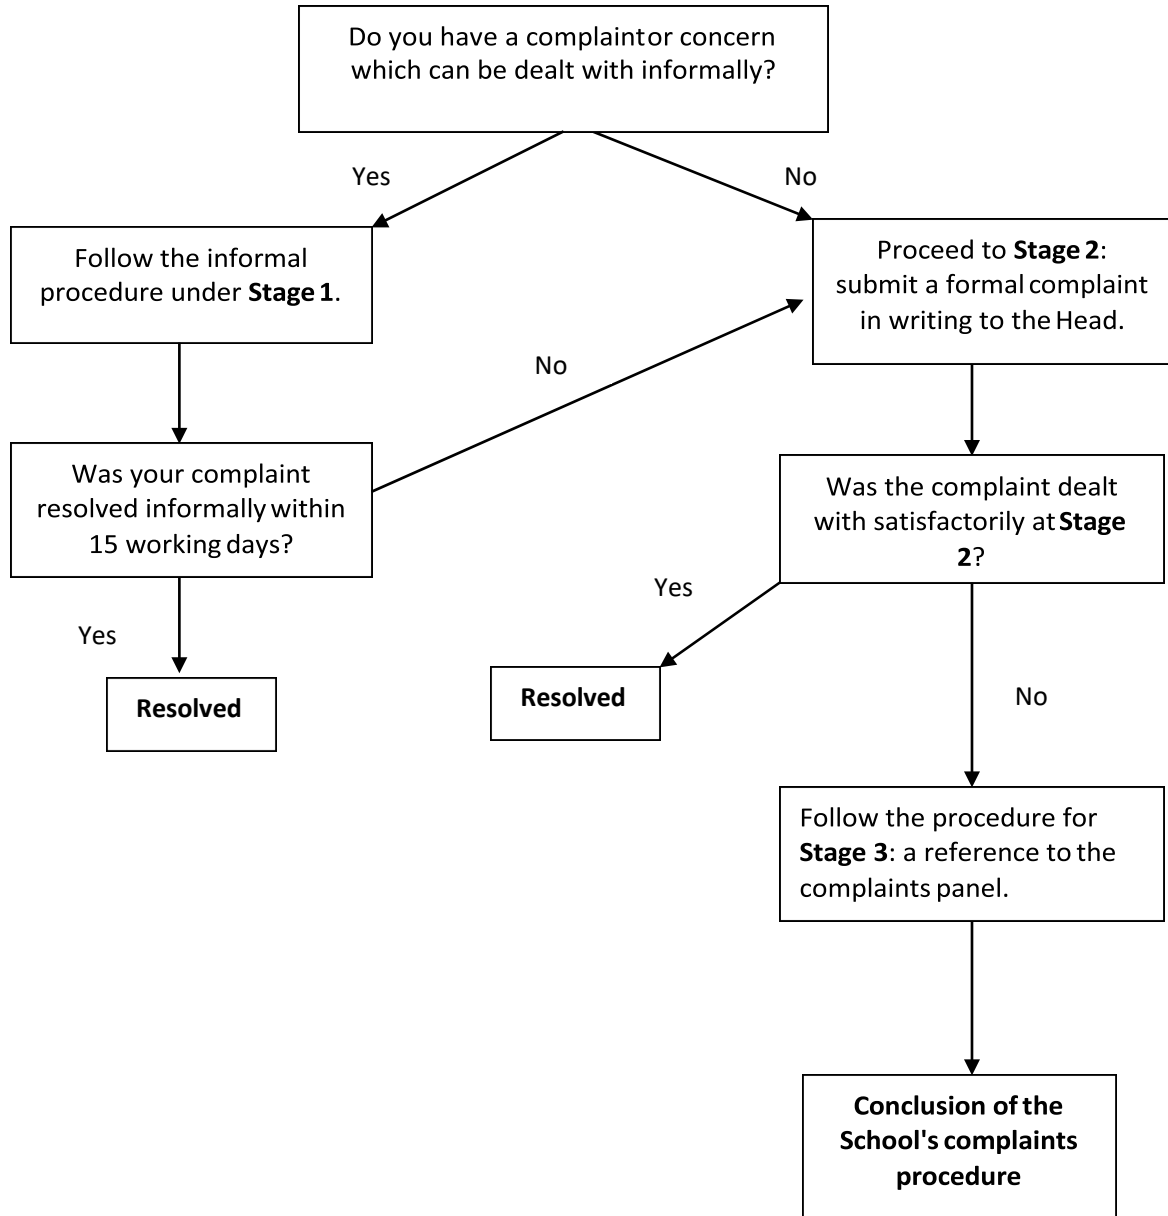 Do you have a complaint or concern
which can be dealt with informally?
Yes
No
Follow the informal
procedure under Stage 1.
Proceed to Stage 2:
submit a formal complaint
in writing to the Head.
No
Was your complaint
resolved informally within
15 working days?
Was the complaint dealt
with satisfactorily at Stage
2?
Yes
Yes
Resolved
Resolved
No
Follow the procedure for
Stage 3: a reference to the
complaints panel.
Conclusion of the
School's complaints
procedure